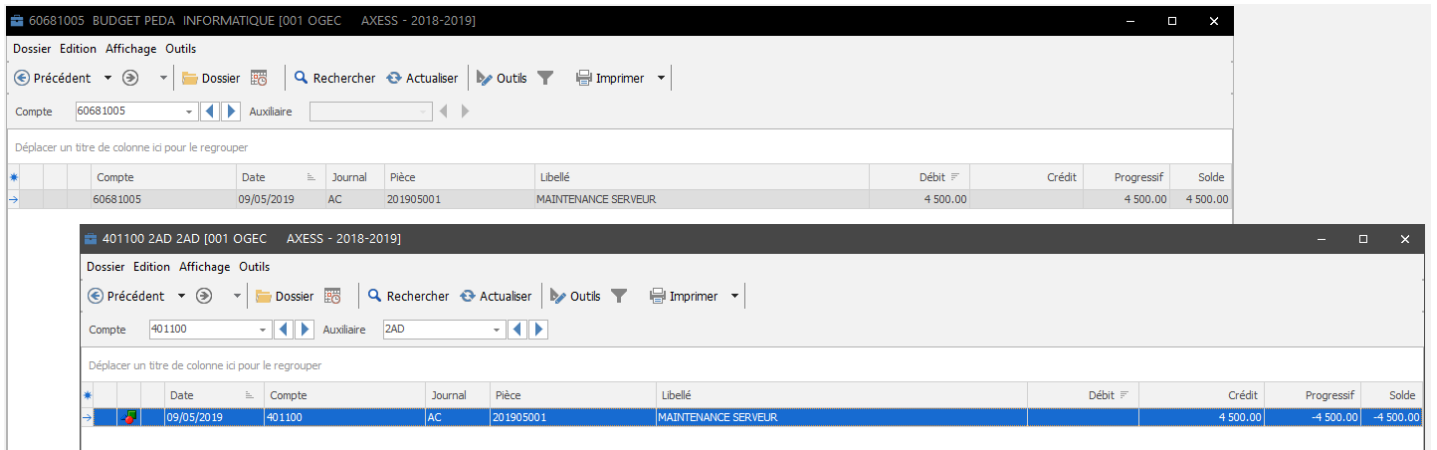 60681005 BUDGET PEDA INFORMATIQUE [001 OGEC AXESS - 2018-2019]
Dossier Edition Affichage Outils
Précédent Dossier Rechercher Actualiser Outils Imprimer
Compte 60681005 Auxiliaire
Déplacer un titre de colonne ici pour le regrouper
Compte Date Journal Pièce Libellé Débit Crédit Progressif Solde
60681005 09/05/2019 AC 201905001 MAINTENANCE SERVEUR 4 500.00 4 500.00 4 500.00
401100 2AD 2AD [001 OGEC AXESS - 2018-2019]
Dossier Edition Affichage Outils
Précédent Dossier Rechercher Actualiser Outils Imprimer
Compte 401100 Auxiliaire 2AD
Déplacer un titre de colonne ici pour le regrouper
Date Compte Journal Pièce Libellé Débit Crédit Progressif Solde
09/05/2019 401100 AC 201905001 MAINTENANCE SERVEUR 4 500.00 -4 500.00 -4 500.00